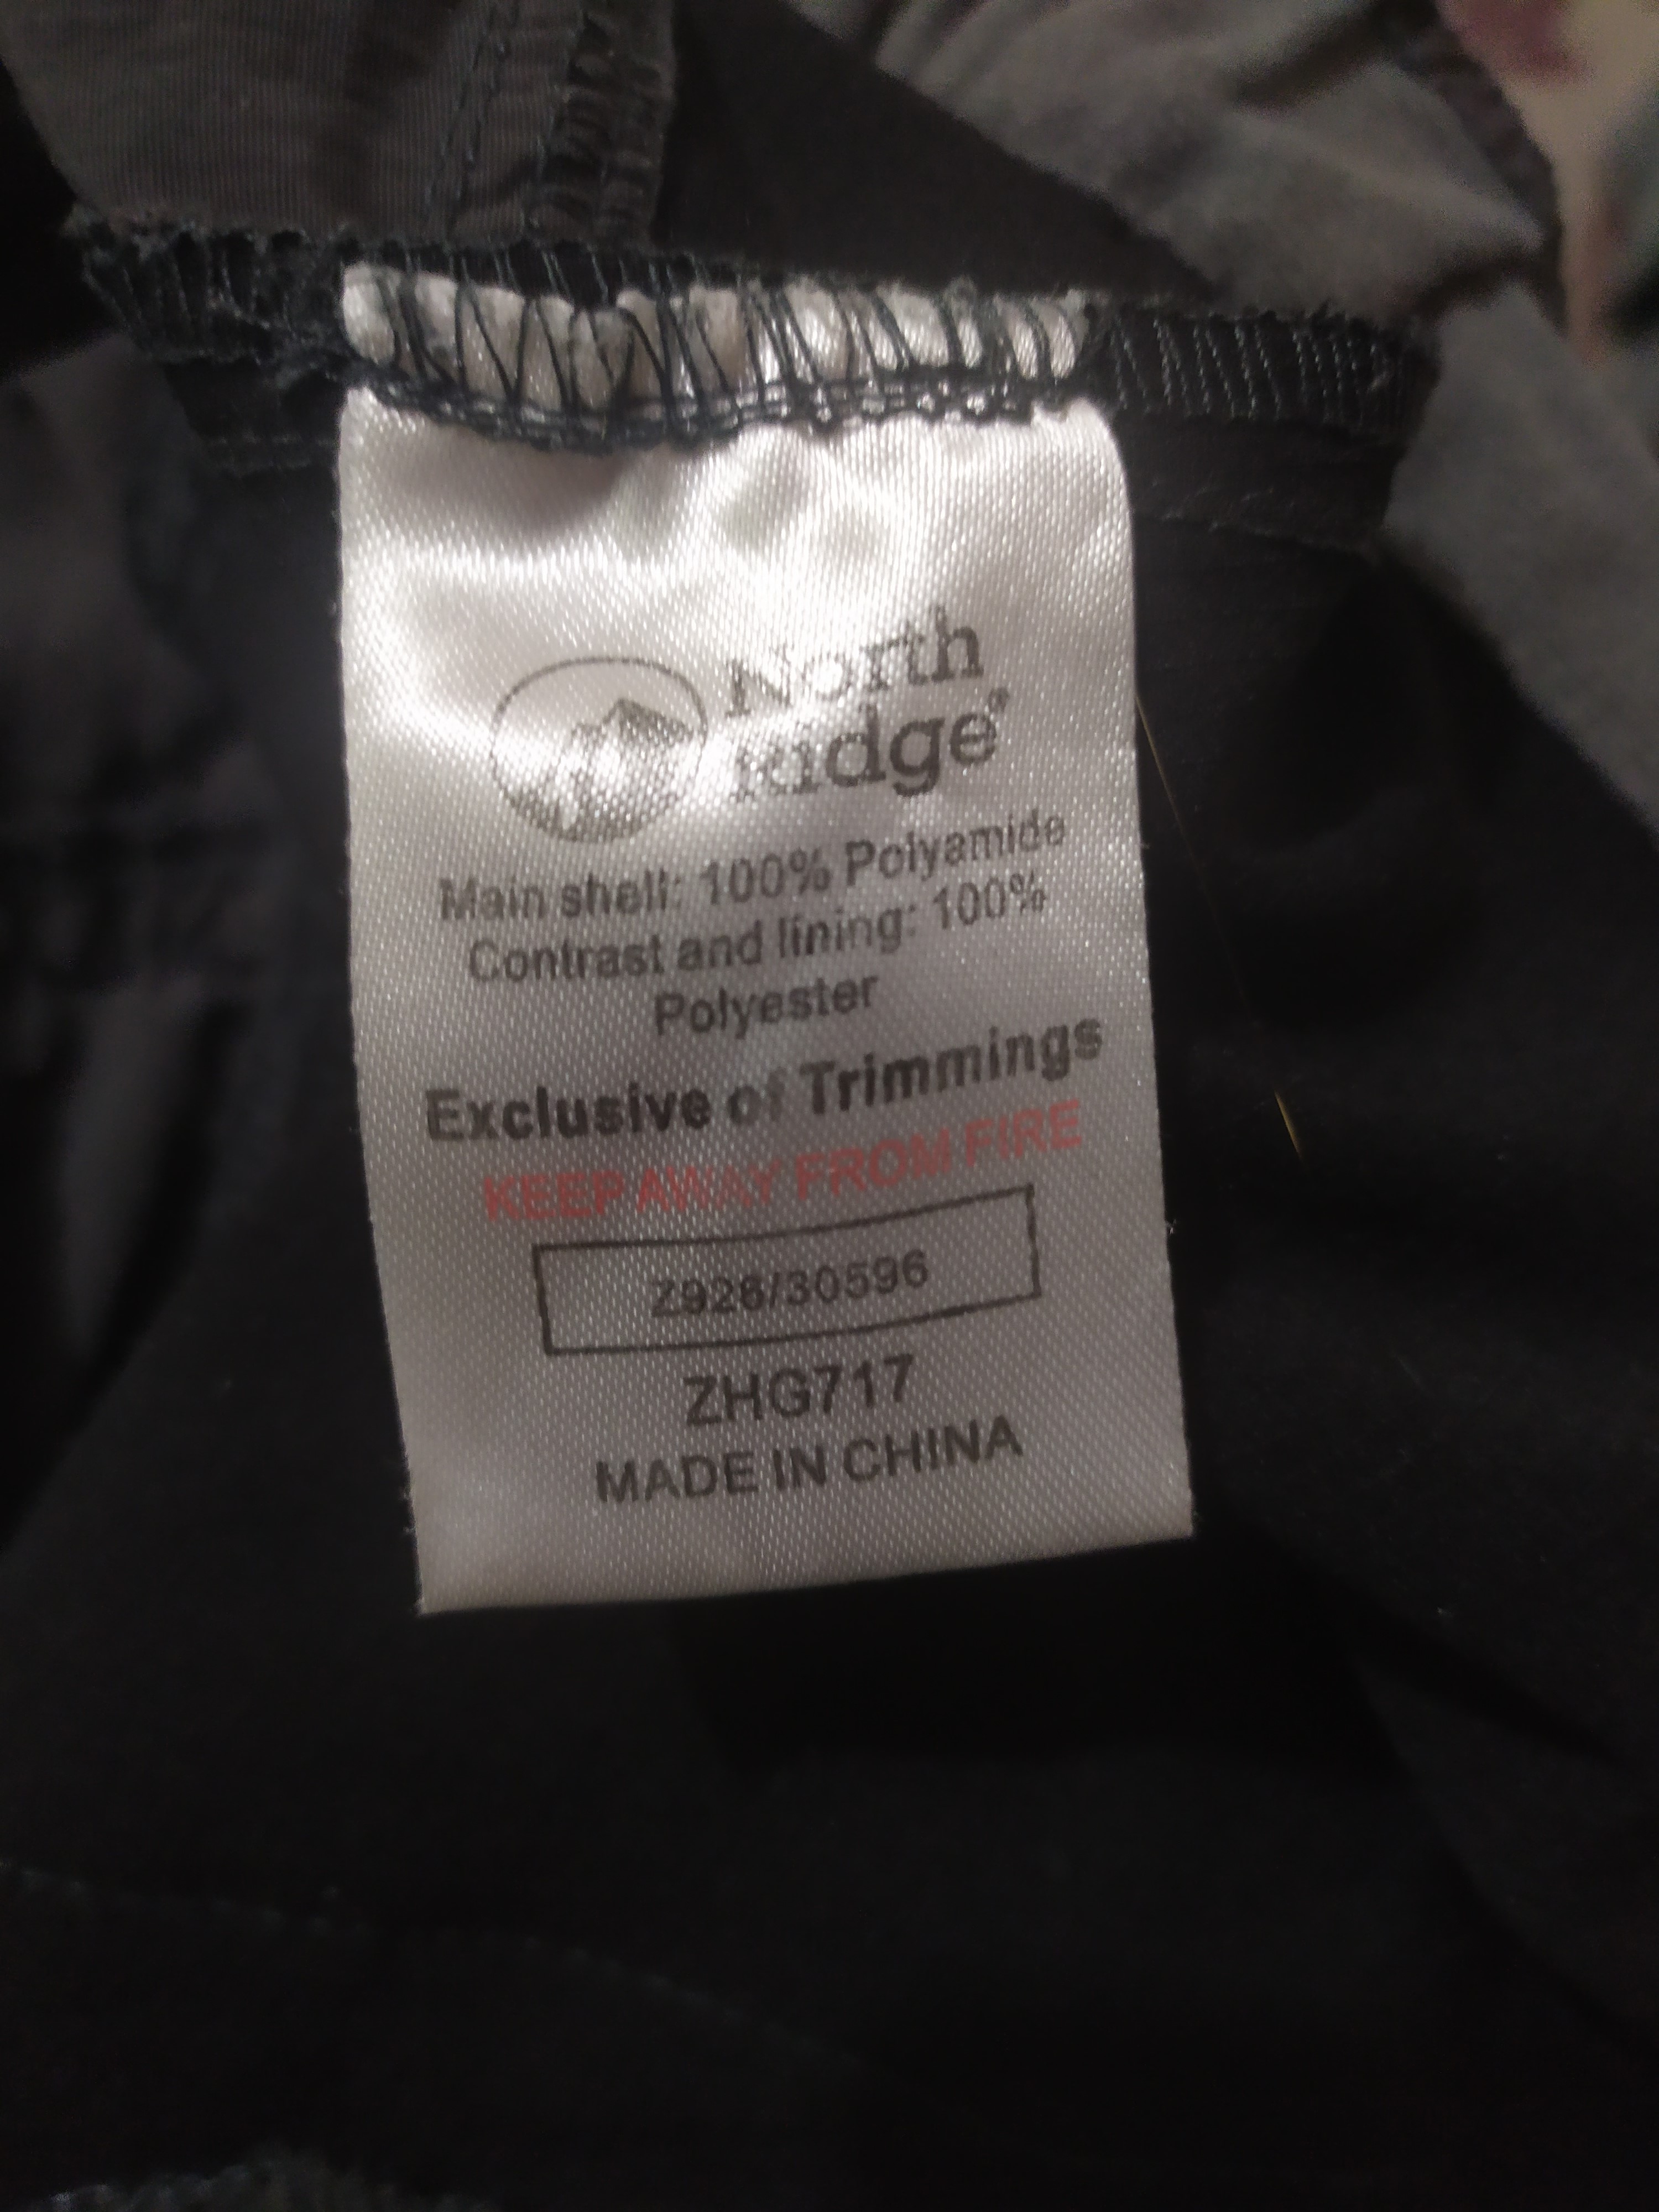 North
Ridge®
Main shell: 100% Polyamide
Contrast and lining: 100%
Polyester
Exclusive of Trimmings
KEEP AWAY FROM FIRE
Z926/30596
ZHG717
MADE IN CHINA